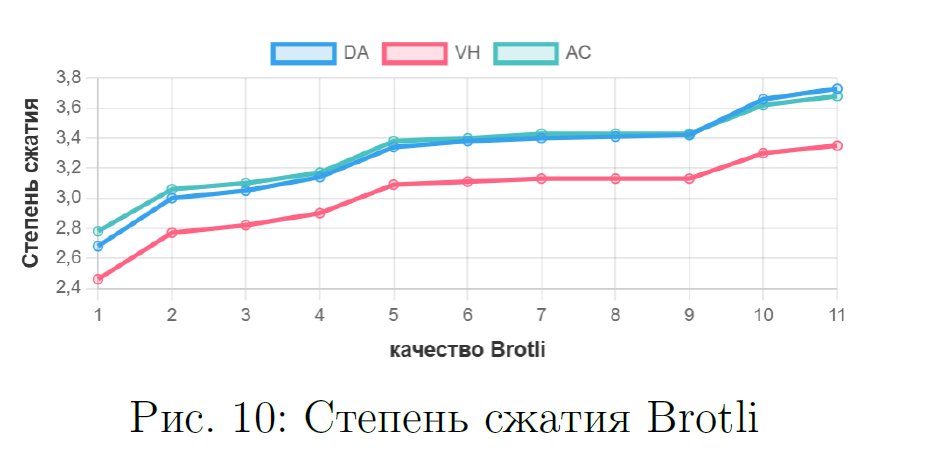 DA VH AC
Степень сжатия
3,8
3,6
3,4
3,2
3,0
2,8
2,6
2,4
1 2 3 4 5 6 7 8 9 10 11
качество Brotli
Рис. 10: Степень сжатия Brotli